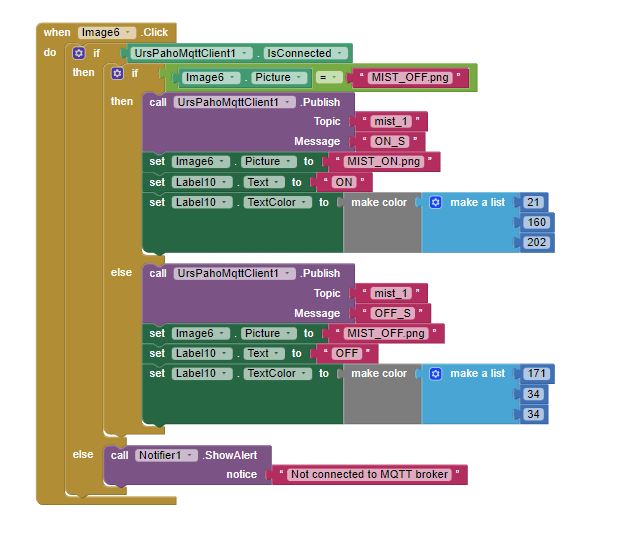 when Image6 .Click
do if UrsPahoMqttClient1 . IsConnected
then if Image6 . Picture = " MIST_OFF.png "
then call UrsPahoMqttClient1 .Publish
Topic " mist_1 "
Message " ON_S "
set Image6 . Picture to " MIST_ON.png "
set Label10 . Text to " ON "
set Label10 . TextColor to make color make a list 21
160
202
else call UrsPahoMqttClient1 .Publish
Topic " mist_1 "
Message " OFF_S "
set Image6 . Picture to " MIST_OFF.png "
set Label10 . Text to " OFF "
set Label10 . TextColor to make color make a list 171
34
34
else call Notifier1 .ShowAlert
notice " Not connected to MQTT broker "